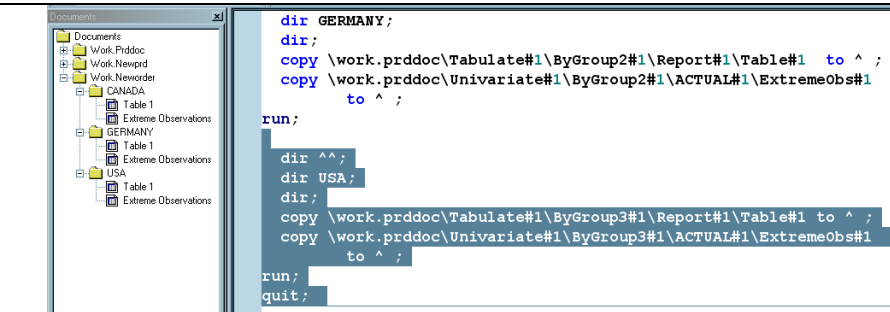 Documents
Documents
Work.Prddoc
Work.Newprd
Work.Neworder
CANADA
Table 1
Extreme Observations
GERMANY
Table 1
Extreme Observations
USA
Table 1
Extreme Observations
dir GERMANY;
dir;
copy \work.prddoc\Tabulate#1\ByGroup2#1\Report#1\Table#1  to ^ ;
copy \work.prddoc\Univariate#1\ByGroup2#1\ACTUAL#1\ExtremeObs#1
to ^ ;
run;
dir ^^;
dir USA;
dir;
copy \work.prddoc\Tabulate#1\ByGroup3#1\Report#1\Table#1 to ^ ;
copy \work.prddoc\Univariate#1\ByGroup3#1\ACTUAL#1\ExtremeObs#1
to ^ ;
run;
quit;